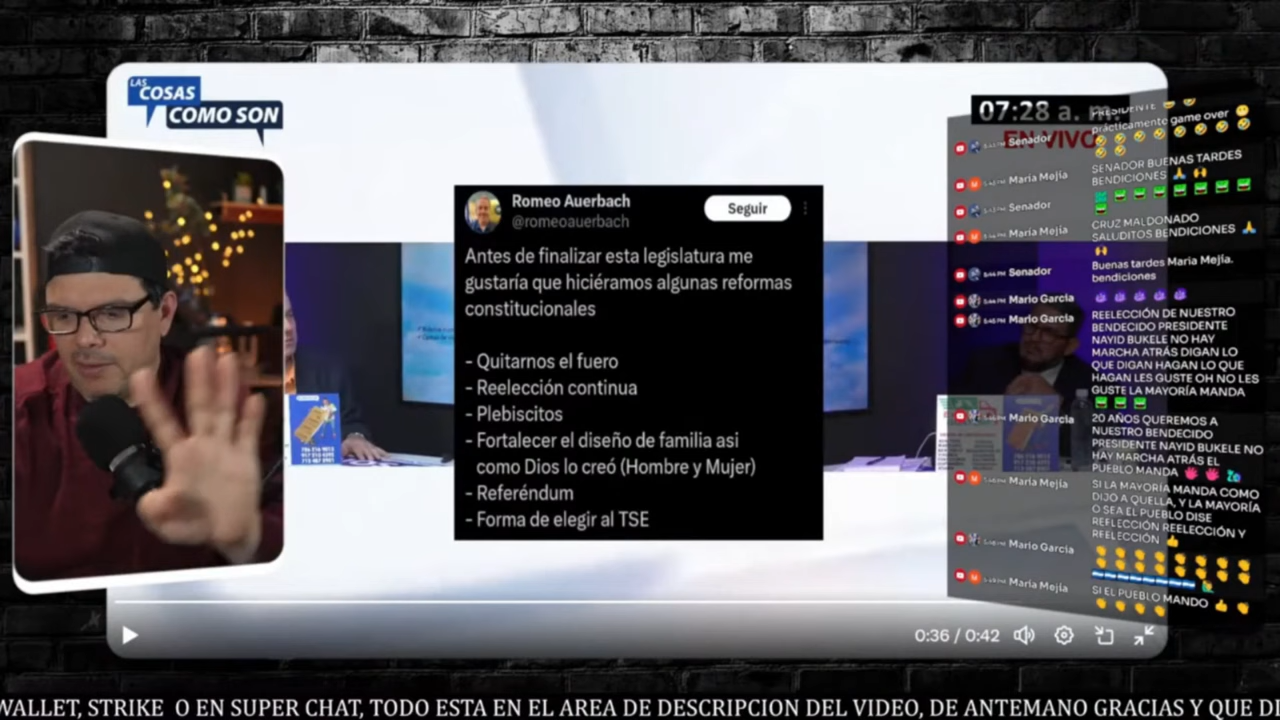 LAS
COSAS
COMO SON
07:28 a. m.
EN VIVO
Romeo Auerbach
@romeoauerbach
Seguir
Antes de finalizar esta legislatura me
gustaría que hiciéramos algunas reformas
constitucionales
- Quitarnos el fuero
- Reelección continua
- Plebiscitos
- Fortalecer el diseño de familia asi
como Dios lo creó (Hombre y Mujer)
- Referéndum
- Forma de elegir al TSE
PRESIDENTE
prácticamente game over
Senador
SENADOR BUENAS TARDES
BENDICIONES
Maria Mejía
Senador
CRUZ MALDONADO
SALUDITOS BENDICIONES
Maria Mejía
Buenas tardes Maria Mejía.
bendiciones
Senador
Mario Garcia
Mario Garcia
REELECCIÓN DE NUESTRO
BENDECIDO PRESIDENTE
NAYID BUKELE NO HAY
MARCHA ATRÁS DIGAN LO
QUE DIGAN HAGAN LO QUE
HAGAN LES GUSTE OH NO LES
GUSTE LA MAYORÍA MANDA
Mario Garcia
20 AÑOS QUEREMOS A
NUESTRO BENDECIDO
PRESIDENTE NAYID BUKELE NO
HAY MARCHA ATRÁS EL
PUEBLO MANDA
Maria Mejía
SI LA MAYORÍA MANDA COMO
DIJO A QUELLA, Y LA MAYORÍA
O SEA EL PUEBLO DISE
REELECCIÓN REELECCIÓN Y
REELECCIÓN
Mario Garcia
Maria Mejía
SI EL PUEBLO MANDO
0:36 / 0:42
WALLET, STRIKE O EN SUPER CHAT, TODO ESTA EN EL AREA DE DESCRIPCION DEL VIDEO, DE ANTEMANO GRACIAS Y QUE DI